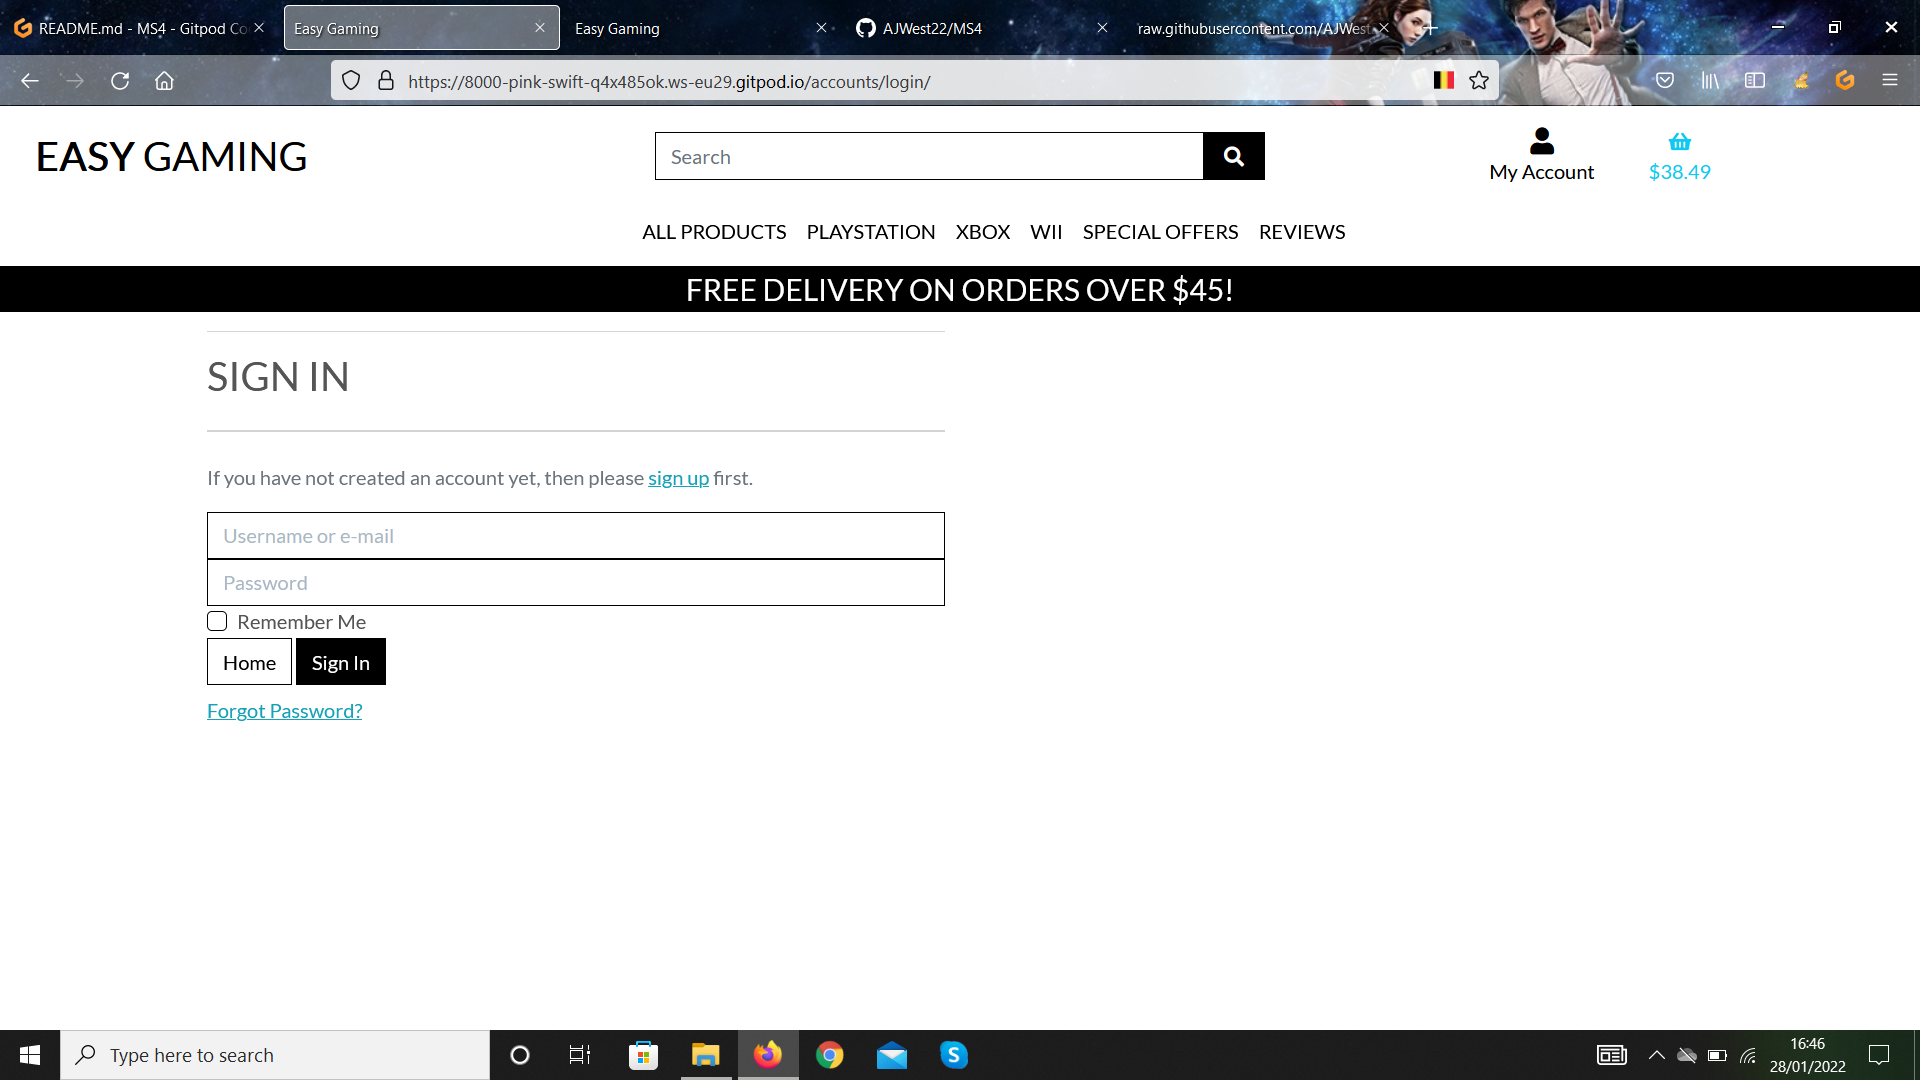 README.md - MS4 - Gitpod Co
Easy Gaming
Easy Gaming
AJWest22/MS4
raw.githubusercontent.com/AJWest
https://8000-pink-swift-q4x485ok.ws-eu29.gitpod.io/accounts/login/
EASY GAMING
Search
My Account
$38.49
ALL PRODUCTS PLAYSTATION XBOX WII SPECIAL OFFERS REVIEWS
FREE DELIVERY ON ORDERS OVER $45!
SIGN IN
If you have not created an account yet, then please sign up first.
Username or e-mail
Password
Remember Me
Home Sign In
Forgot Password?
Type here to search
16:46
28/01/2022